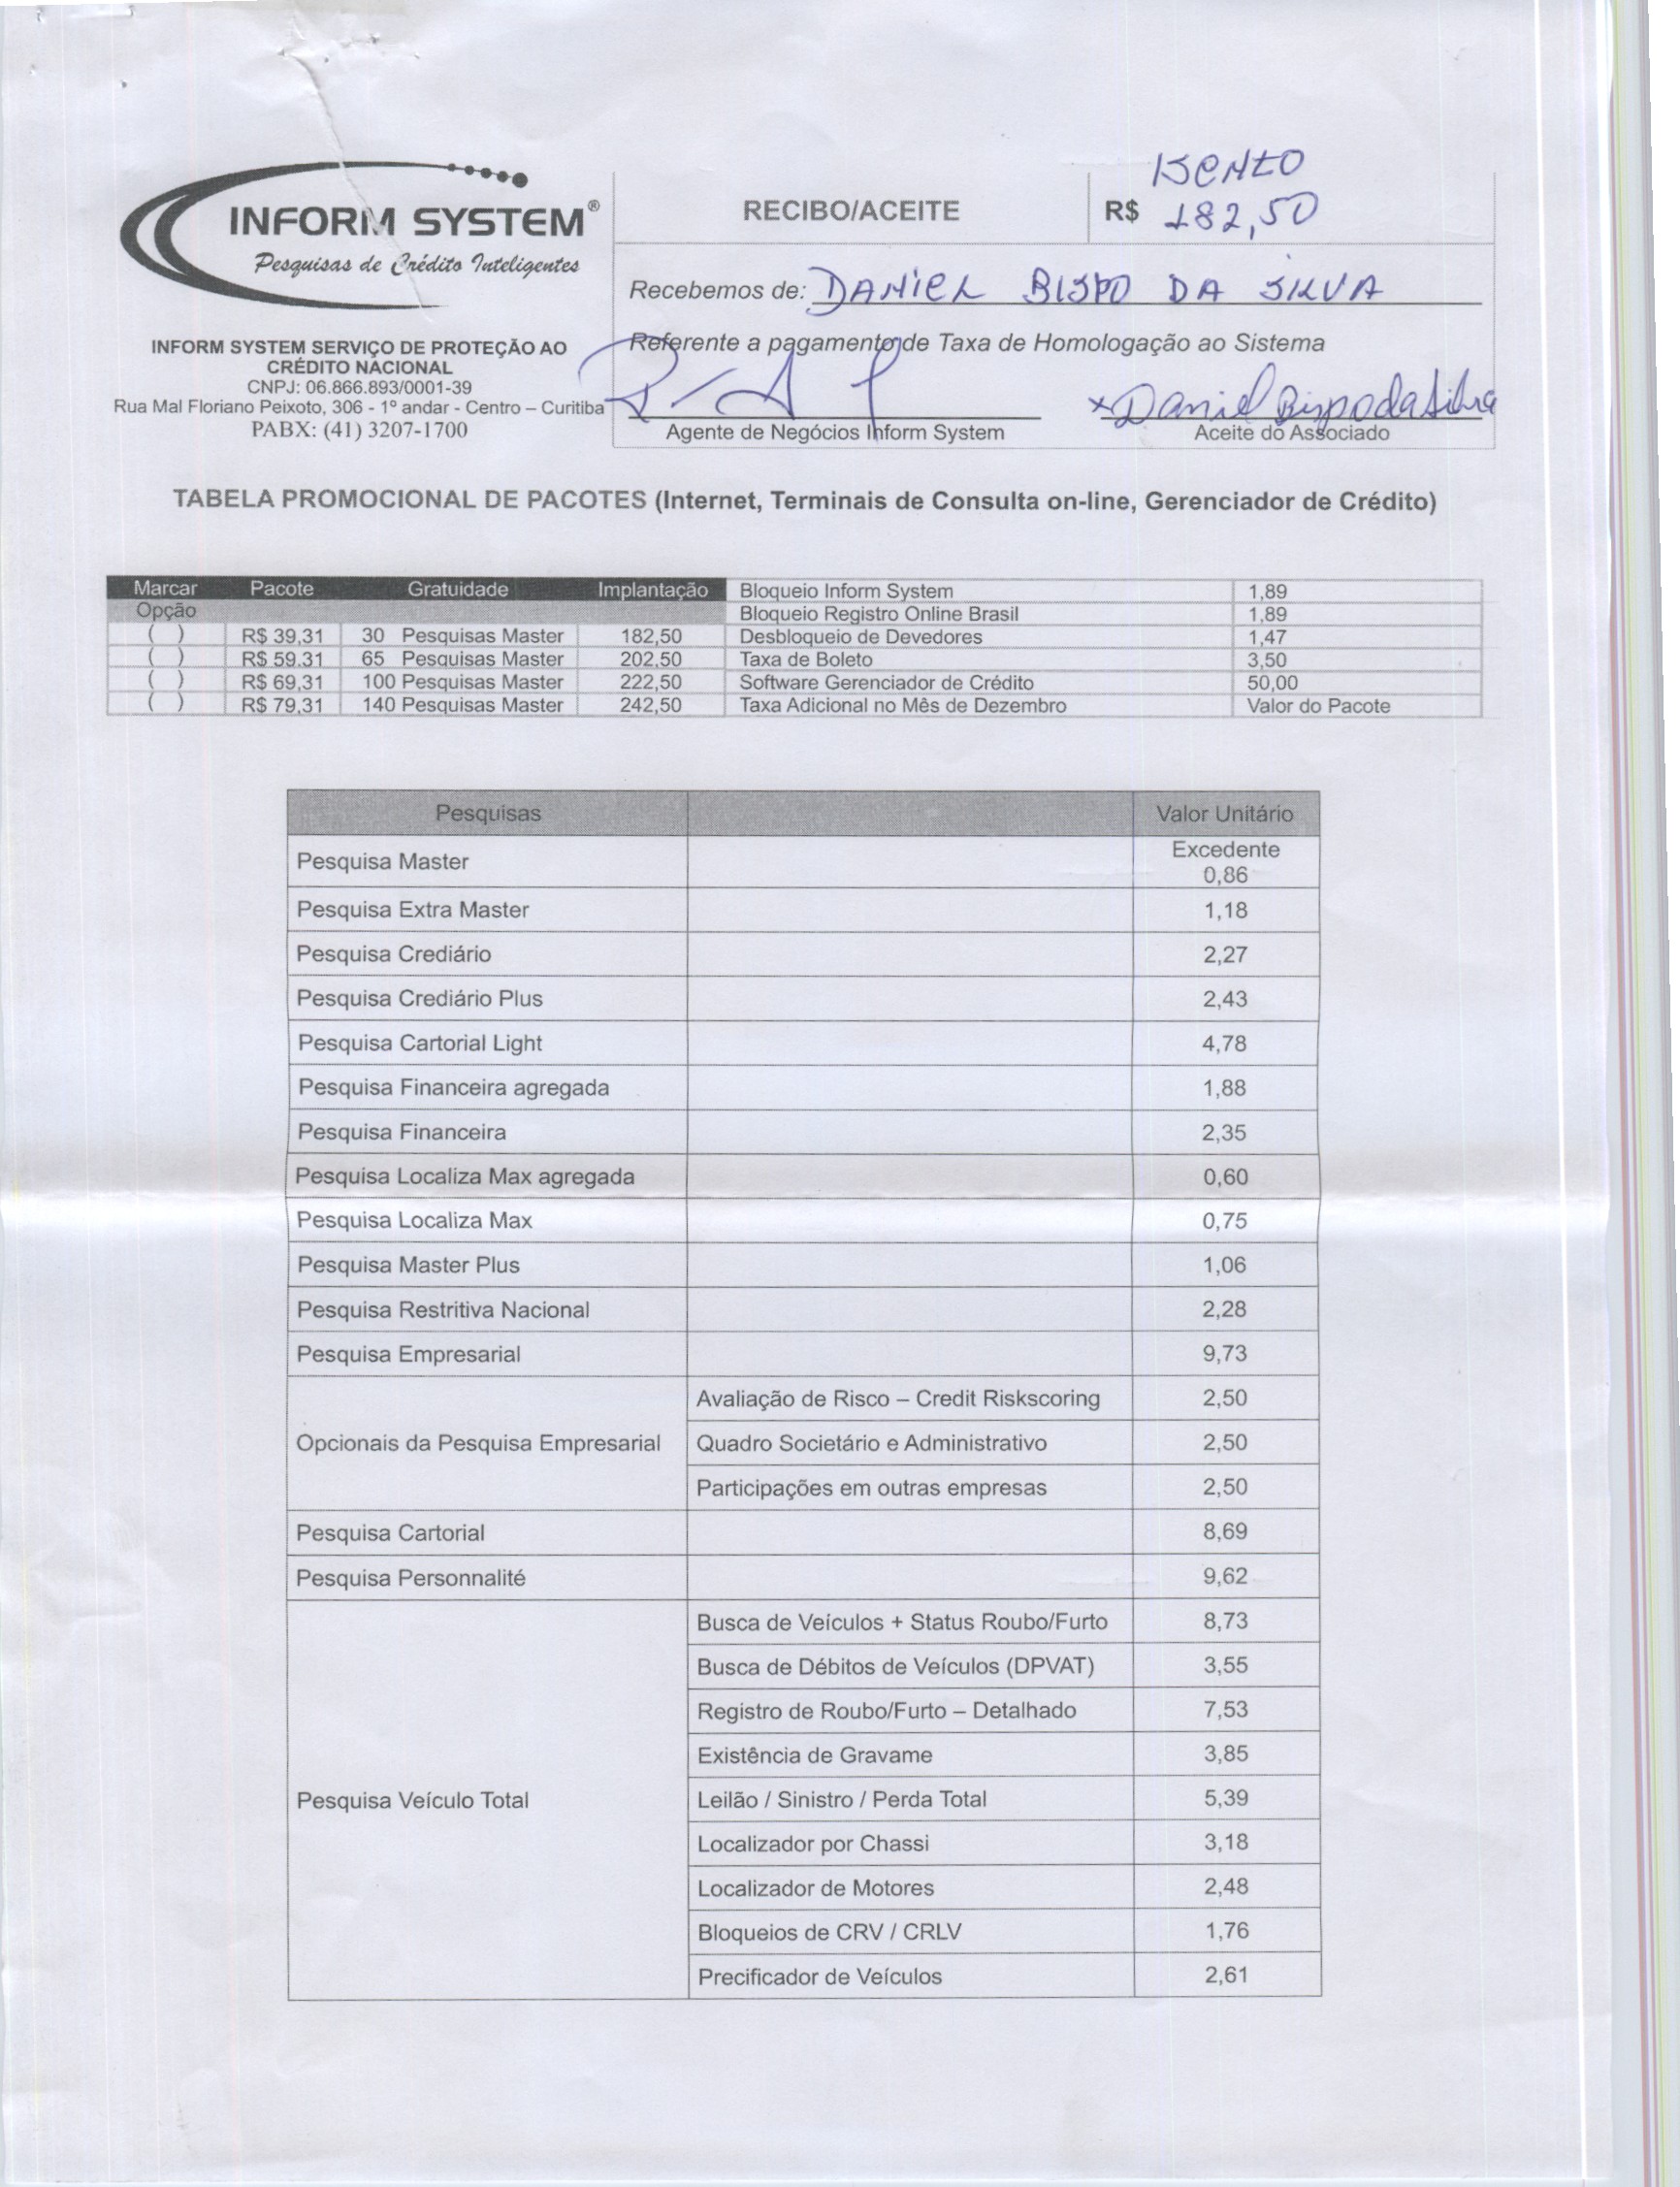 INFORM SYSTEM®
Pesquisas de Crédito Inteligentes
INFORM SYSTEM SERVIÇO DE PROTEÇÃO AO
CRÉDITO NACIONAL
CNPJ: 06.866.893/0001-39
Rua Mal Floriano Peixoto, 306 - 1º andar - Centro – Curitiba
PABX: (41) 3207-1700
RECIBO/ACEITE
ISENTO
R$ 182,50
Recebemos de: DANIEL BISPO DA SILVA
Referente a pagamento de Taxa de Homologação ao Sistema
Agente de Negócios Inform System
x Daniel Bispo da Silva
Aceite do Associado
TABELA PROMOCIONAL DE PACOTES (Internet, Terminais de Consulta on-line, Gerenciador de Crédito)
Marcar Pacote Gratuidade Implantação Bloqueio Inform System 1,89
Opção Bloqueio Registro Online Brasil 1,89
( ) R$ 39,31 30 Pesquisas Master 182,50 Desbloqueio de Devedores 1,47
( ) R$ 59.31 65 Pesquisas Master 202,50 Taxa de Boleto 3,50
( ) R$ 69,31 100 Pesquisas Master 222,50 Software Gerenciador de Crédito 50,00
( ) R$ 79,31 140 Pesquisas Master 242,50 Taxa Adicional no Mês de Dezembro Valor do Pacote
Pesquisas Valor Unitário
Pesquisa Master Excedente
0,86
Pesquisa Extra Master 1,18
Pesquisa Crediário 2,27
Pesquisa Crediário Plus 2,43
Pesquisa Cartorial Light 4,78
Pesquisa Financeira agregada 1,88
Pesquisa Financeira 2,35
Pesquisa Localiza Max agregada 0,60
Pesquisa Localiza Max 0,75
Pesquisa Master Plus 1,06
Pesquisa Restritiva Nacional 2,28
Pesquisa Empresarial 9,73
Avaliação de Risco – Credit Riskscoring 2,50
Opcionais da Pesquisa Empresarial Quadro Societário e Administrativo 2,50
Participações em outras empresas 2,50
Pesquisa Cartorial 8,69
Pesquisa Personnalité 9,62
Busca de Veículos + Status Roubo/Furto 8,73
Busca de Débitos de Veículos (DPVAT) 3,55
Registro de Roubo/Furto – Detalhado 7,53
Existência de Gravame 3,85
Pesquisa Veículo Total Leilão / Sinistro / Perda Total 5,39
Localizador por Chassi 3,18
Localizador de Motores 2,48
Bloqueios de CRV / CRLV 1,76
Precificador de Veículos 2,61